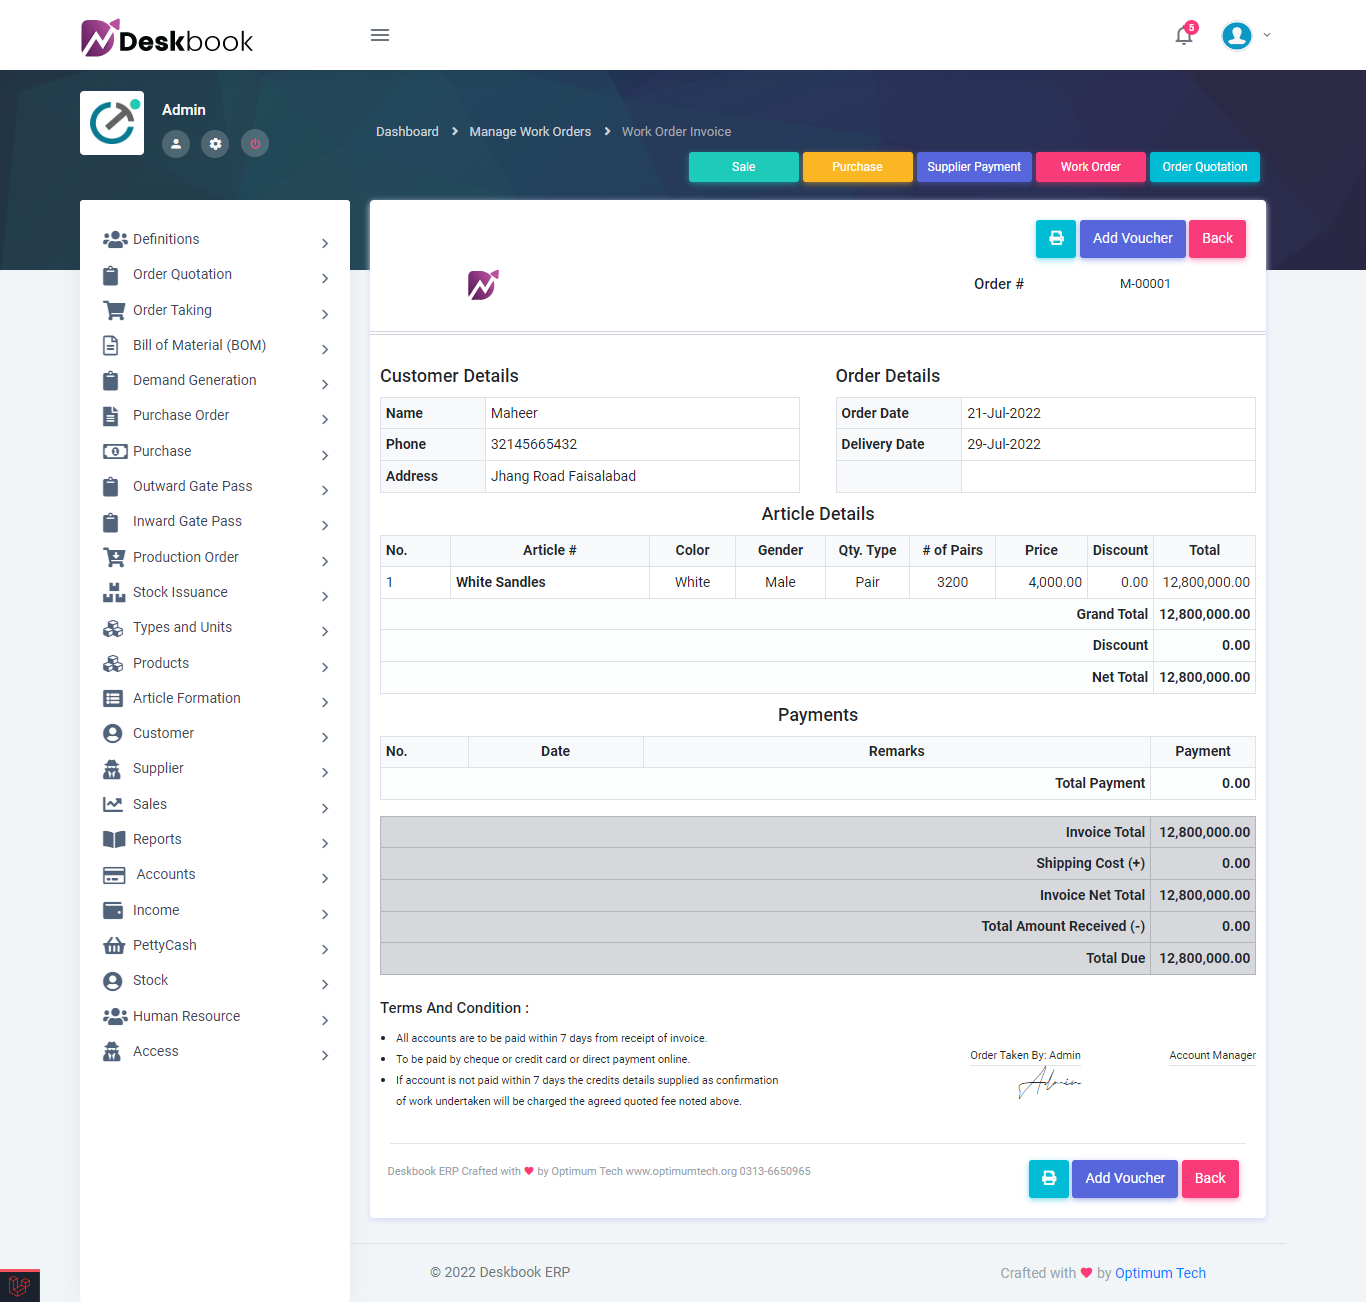 Deskbook
5
Admin
Dashboard > Manage Work Orders > Work Order Invoice
Sale Purchase Supplier Payment Work Order Order Quotation
Definitions
Order Quotation
Order Taking
Bill of Material (BOM)
Demand Generation
Purchase Order
Purchase
Outward Gate Pass
Inward Gate Pass
Production Order
Stock Issuance
Types and Units
Products
Article Formation
Customer
Supplier
Sales
Reports
Accounts
Income
PettyCash
Stock
Human Resource
Access
Add Voucher Back
Order # M-00001
Customer Details
Name Maheer
Phone 32145665432
Address Jhang Road Faisalabad
Order Details
Order Date 21-Jul-2022
Delivery Date 29-Jul-2022
Article Details
No. Article # Color Gender Qty. Type # of Pairs Price Discount Total
1 White Sandles White Male Pair 3200 4,000.00 0.00 12,800,000.00
Grand Total 12,800,000.00
Discount 0.00
Net Total 12,800,000.00
Payments
No. Date Remarks Payment
Total Payment 0.00
Invoice Total 12,800,000.00
Shipping Cost (+) 0.00
Invoice Net Total 12,800,000.00
Total Amount Received (-) 0.00
Total Due 12,800,000.00
Terms And Condition :
• All accounts are to be paid within 7 days from receipt of invoice.
• To be paid by cheque or credit card or direct payment online.
• If account is not paid within 7 days the credits details supplied as confirmation
of work undertaken will be charged the agreed quoted fee noted above.
Order Taken By: Admin
Admin
Account Manager
Deskbook ERP Crafted with ♥ by Optimum Tech www.optimumtech.org 0313-6650965
Add Voucher Back
© 2022 Deskbook ERP
Crafted with ♥ by Optimum Tech